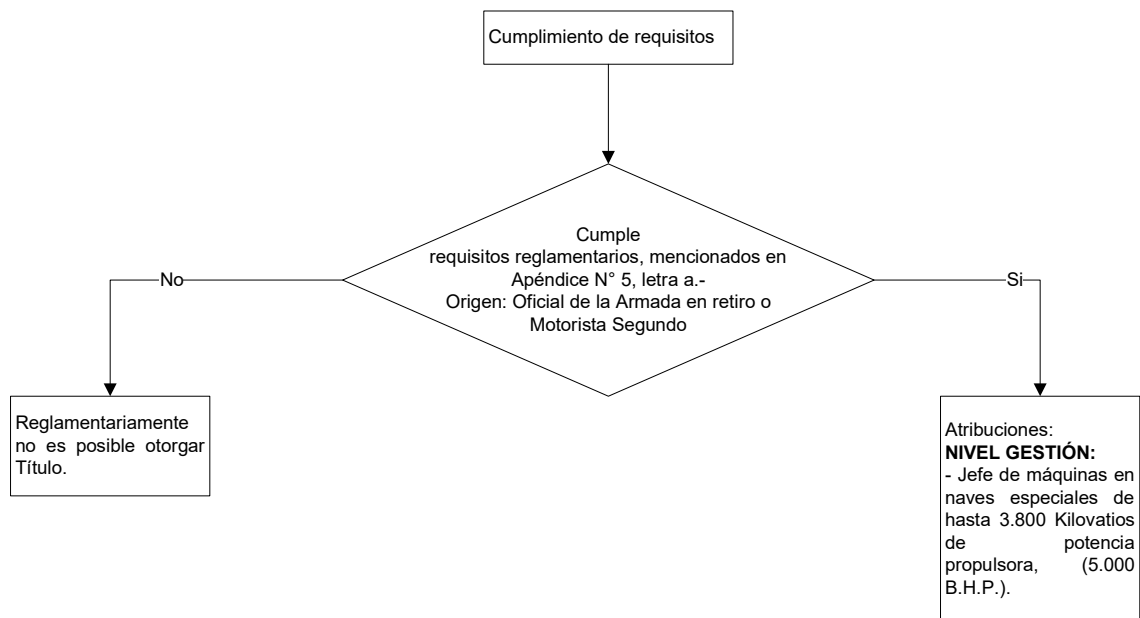 Cumplimiento de requisitos
Cumple
requisitos reglamentarios, mencionados en
Apéndice N° 5, letra a.-
Origen: Oficial de la Armada en retiro o
Motorista Segundo
No
Si
Reglamentariamente
no es posible otorgar
Título.
Atribuciones:
NIVEL GESTIÓN:
- Jefe de máquinas en
naves especiales de
hasta 3.800 Kilovatios
de potencia
propulsora, (5.000
B.H.P.).